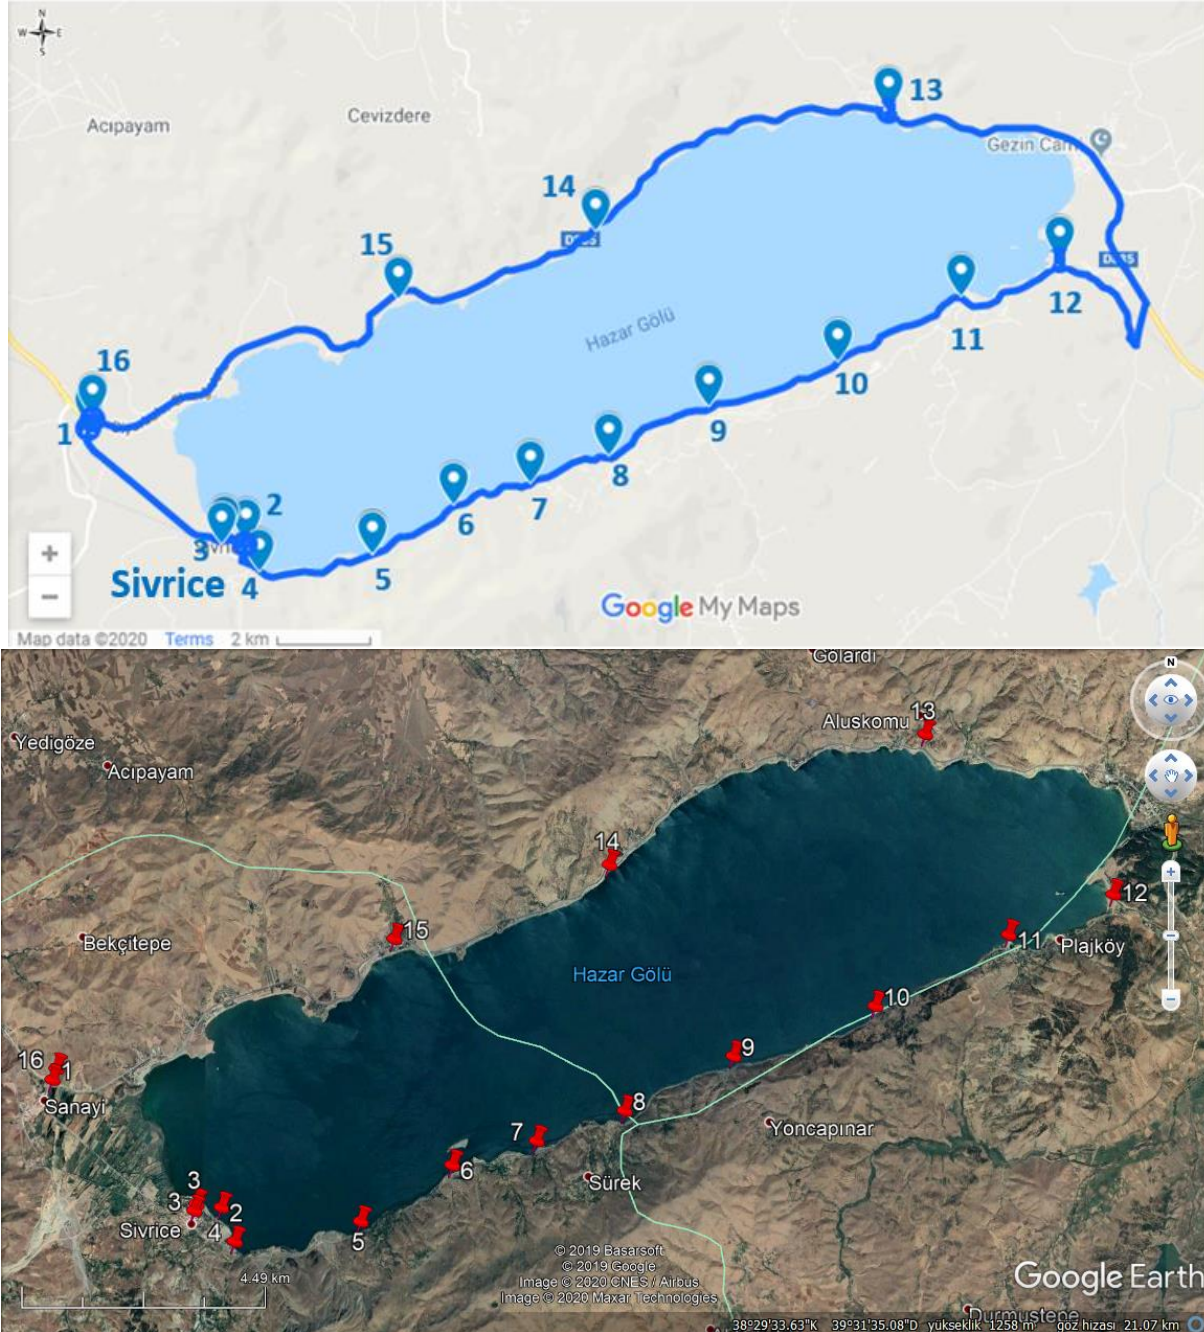 N
W E
S
13
Cevizdere
Acıpayam
Gezin Cami
14
15
12
Hazar Gölü
11
16
10
1
9
8
2
7
6
3
5
Sivrice
4
Google My Maps
Map data ©2020 Terms 2 km
Gölardı
N
13
Aluskomu
Yedigöze
Acıpayam
14
12
15
11
Plajköy
Bekçitepe
Hazar Gölü
10
9
16
1
Sanayi
8
7
Yoncapınar
6
Sürek
3
3
2
Sivrice
4
5
© 2019 Basarsoft
© 2019 Google
Image © 2020 CNES / Airbus
Image © 2020 Maxar Technologies
4.49 km
Google Earth
Durmuştepe
38°29'33.63"K 39°31'35.08"D yükseklik 1258 m göz hizası 21.07 km